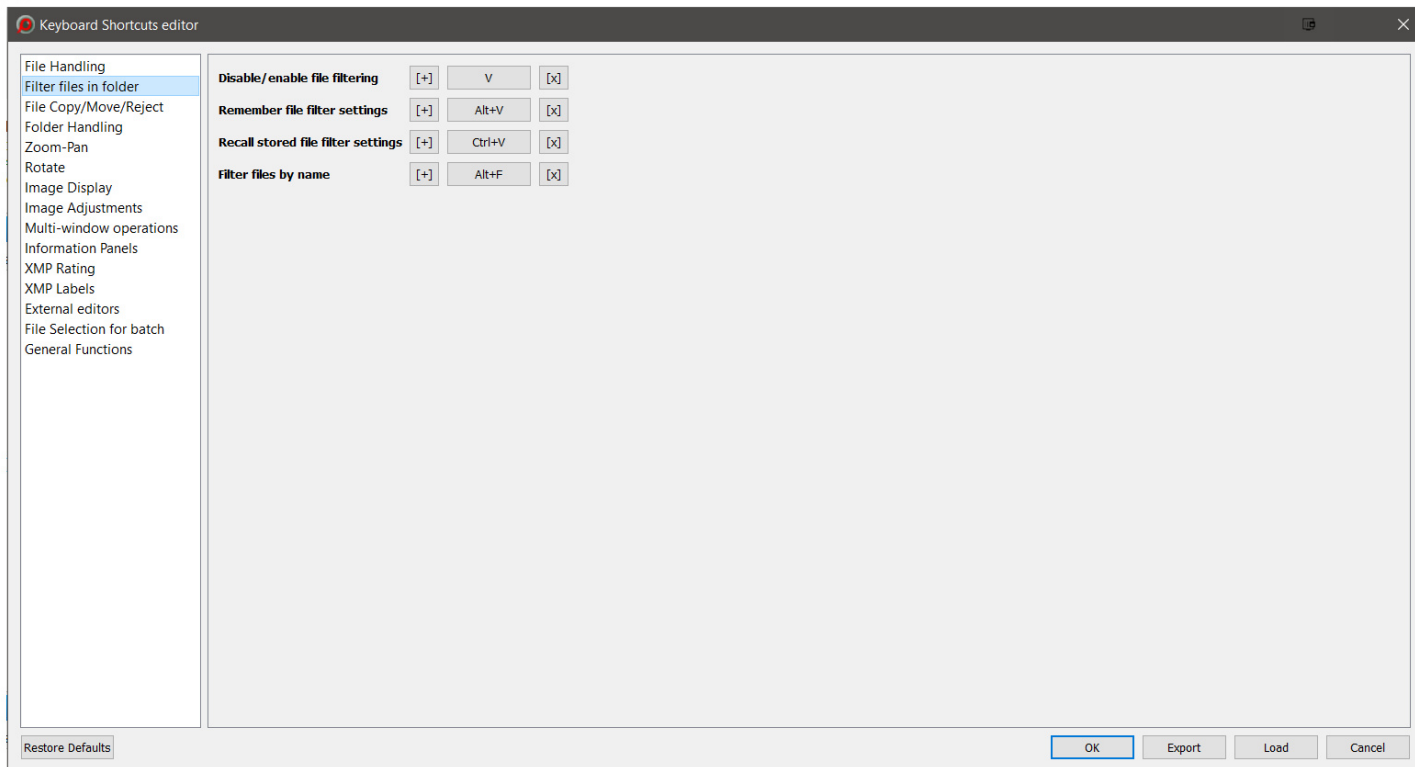 Keyboard Shortcuts editor
File Handling
Filter files in folder
File Copy/Move/Reject
Folder Handling
Zoom-Pan
Rotate
Image Display
Image Adjustments
Multi-window operations
Information Panels
XMP Rating
XMP Labels
External editors
File Selection for batch
General Functions
Disable/enable file filtering [+] V [x]
Remember file filter settings [+] Alt+V [x]
Recall stored file filter settings [+] Ctrl+V [x]
Filter files by name [+] Alt+F [x]
Restore Defaults OK Export Load Cancel